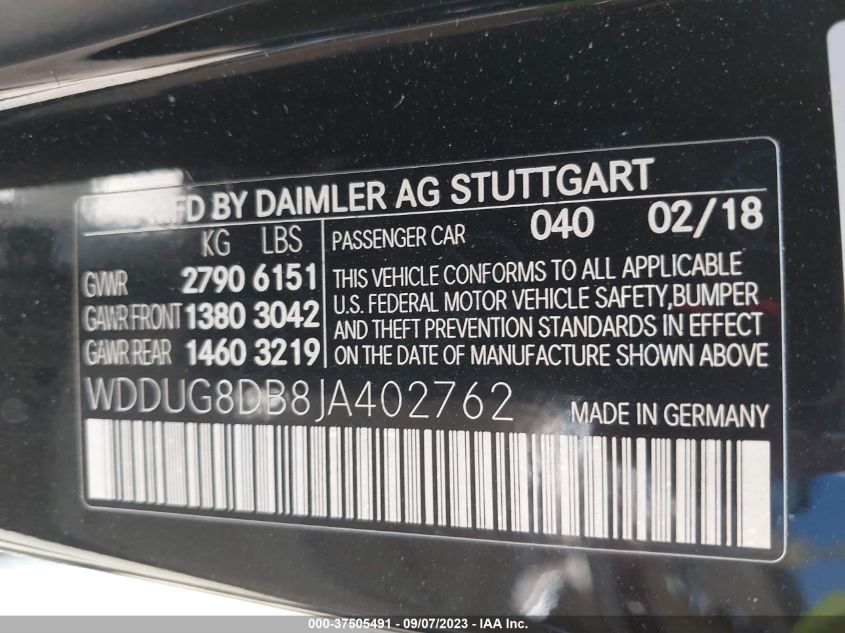 BY DAIMLER AG STUTTGART
KG LBS
PASSENGER CAR 040 02/18
GVWR 2790 6151
GAWR FRONT 1380 3042
GAWR REAR 1460 3219
THIS VEHICLE CONFORMS TO ALL APPLICABLE
U.S. FEDERAL MOTOR VEHICLE SAFETY,BUMPER
AND THEFT PREVENTION STANDARDS IN EFFECT
ON THE DATE OF MANUFACTURE SHOWN ABOVE
WDDUG8DB8JA402762
MADE IN GERMANY
000-37505491 - 09/07/2023 - IAAI Inc.